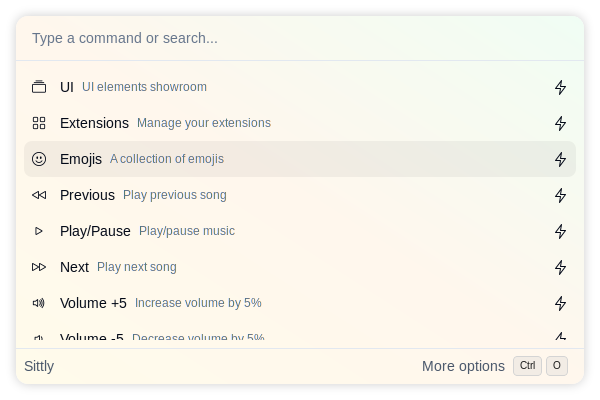 Type a command or search...
UI UI elements showroom
Extensions Manage your extensions
Emojis A collection of emojis
Previous Play previous song
Play/Pause Play/pause music
Next Play next song
Volume +5 Increase volume by 5%
Volume -5 Decrease volume by 5%
Sittly More options Ctrl O